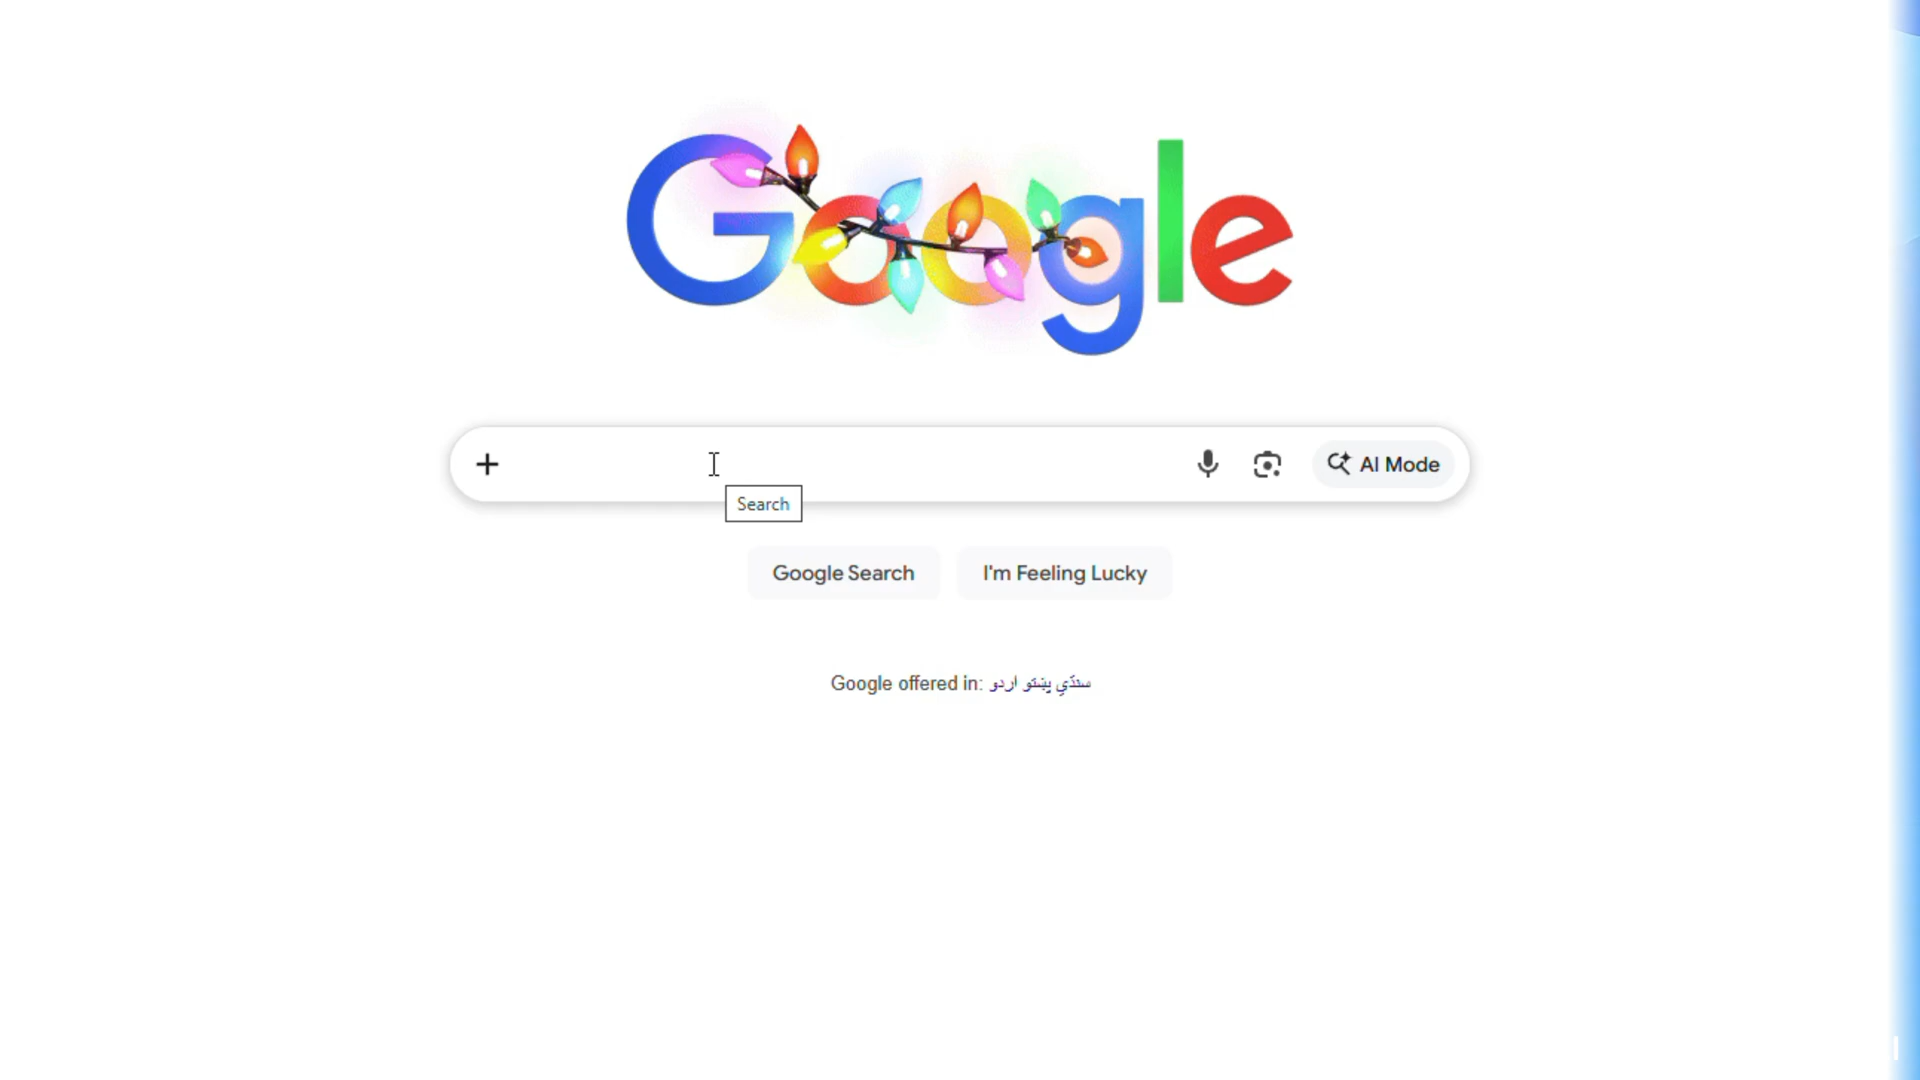 Google
AI Mode
Search
Google Search I'm Feeling Lucky
Google offered in: اردو پښتو سنڌي